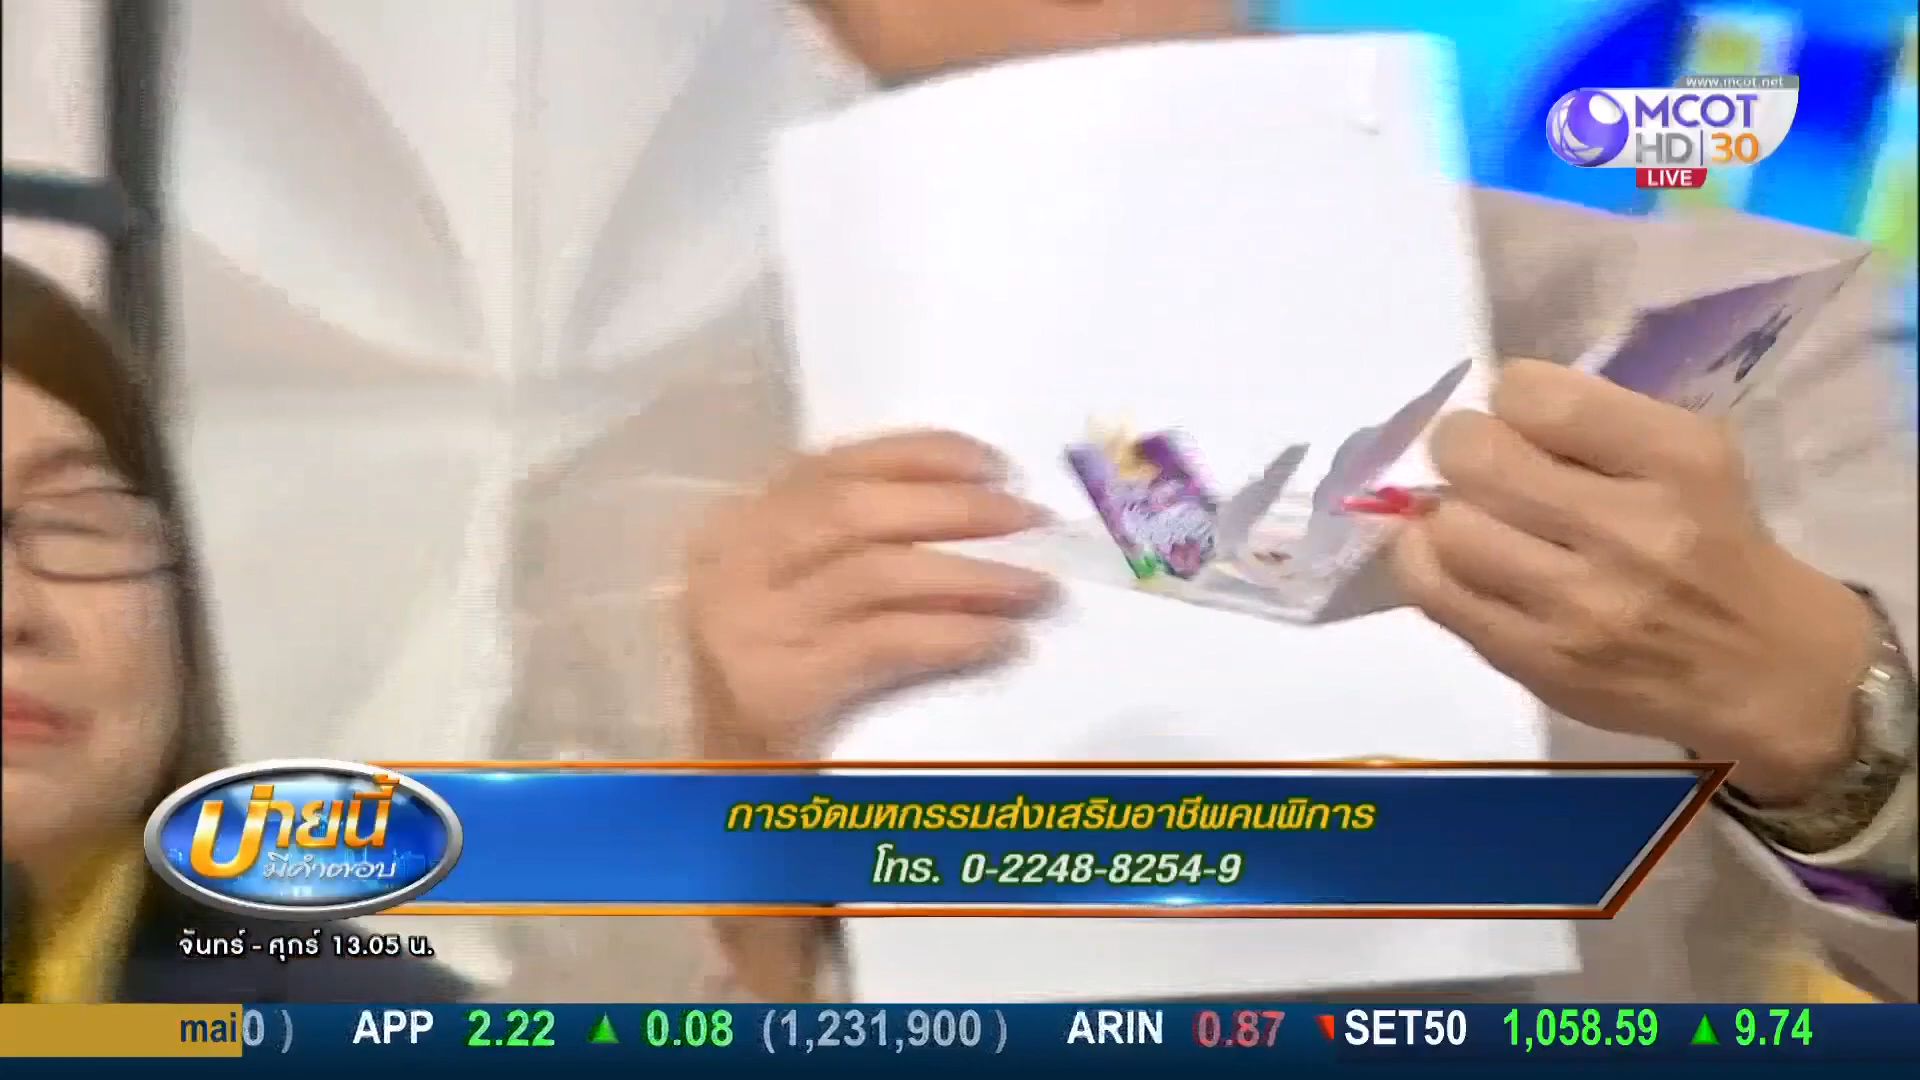 www.mcot.net
MCOT
HD 30
LIVE
การจัดมหกรรมส่งเสริมอาชีพคนพิการ
บ่ายนี้
มีคำตอบ
โทร. 0-2248-8254-9
จันทร์ - ศุกร์ 13.05 น.
mai 0 ) APP 2.22 ▲ 0.08 (1,231,900 ) ARIN 0.87 SET50 1,058.59 ▲ 9.74